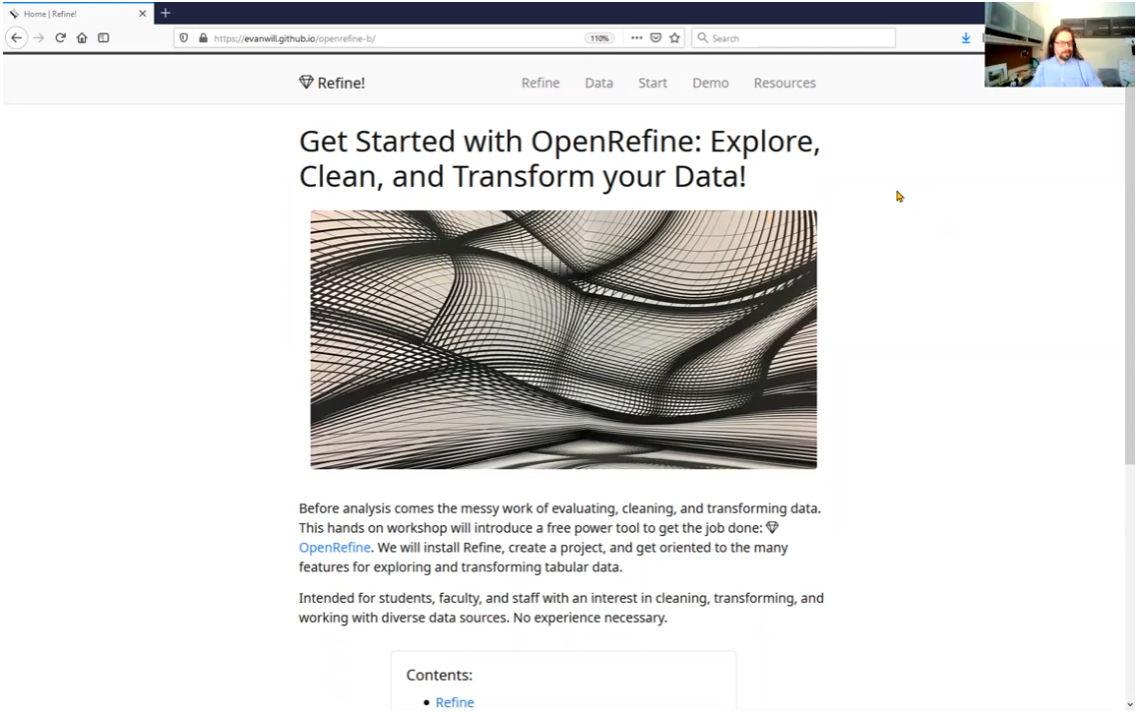 Home | Refine!
https://evanwill.github.io/openrefine-b/
110%
Search
Refine!
Refine
Data
Start
Demo
Resources
Get Started with OpenRefine: Explore,
Clean, and Transform your Data!
Before analysis comes the messy work of evaluating, cleaning, and transforming data.
This hands on workshop will introduce a free power tool to get the job done:
OpenRefine. We will install Refine, create a project, and get oriented to the many
features for exploring and transforming tabular data.
Intended for students, faculty, and staff with an interest in cleaning, transforming, and
working with diverse data sources. No experience necessary.
Contents:
• Refine